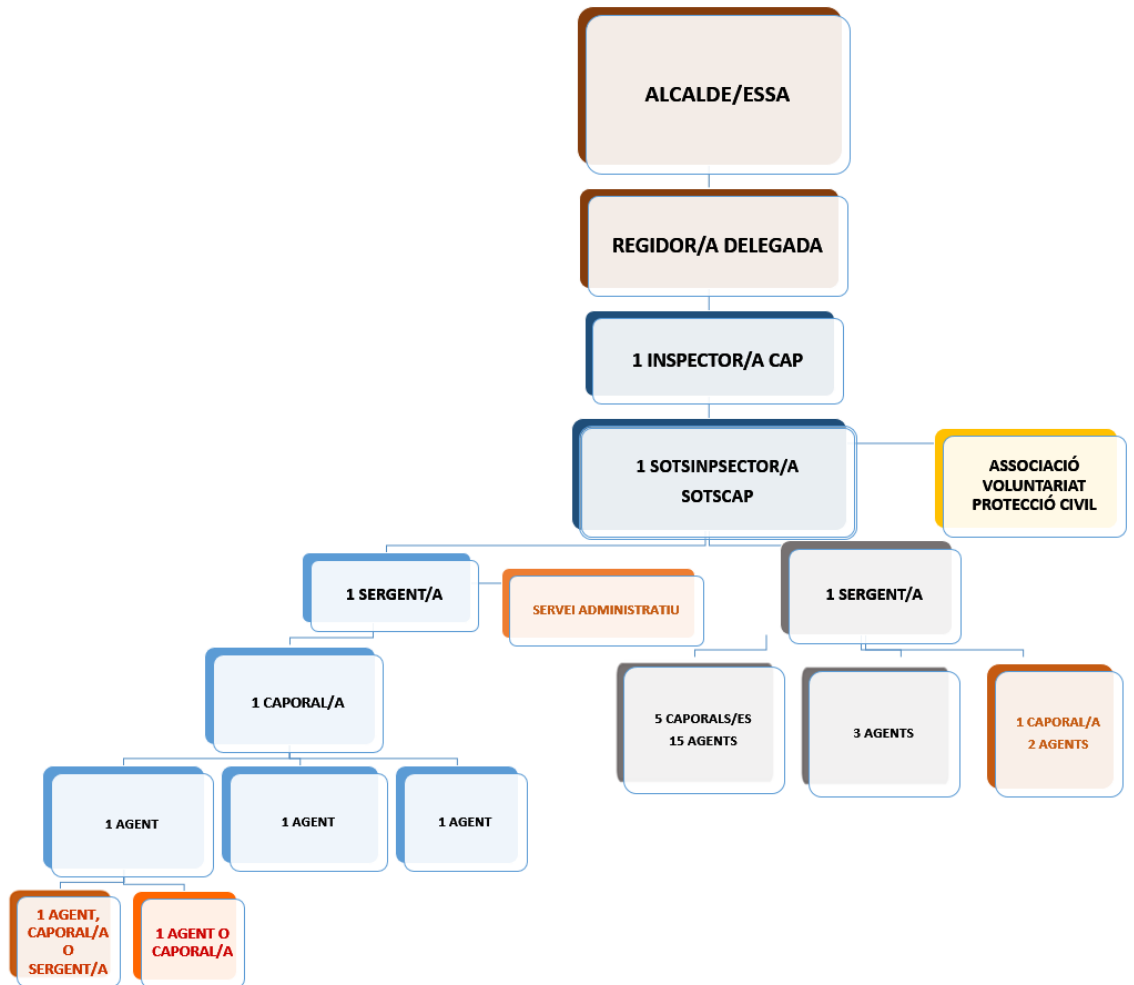 ALCALDE/ESSA
REGIDOR/A DELEGADA
1 INSPECTOR/A CAP
1 SOTSINPSECTOR/A
SOTSCAP
ASSOCIACIÓ
VOLUNTARIAT
PROTECCIÓ CIVIL
1 SERGENT/A
SERVEI ADMINISTRATIU
1 SERGENT/A
1 CAPORAL/A
5 CAPORALS/ES
15 AGENTS
3 AGENTS
1 CAPORAL/A
2 AGENTS
1 AGENT
1 AGENT
1 AGENT
1 AGENT,
CAPORAL/A
O
SERGENT/A
1 AGENT O
CAPORAL/A